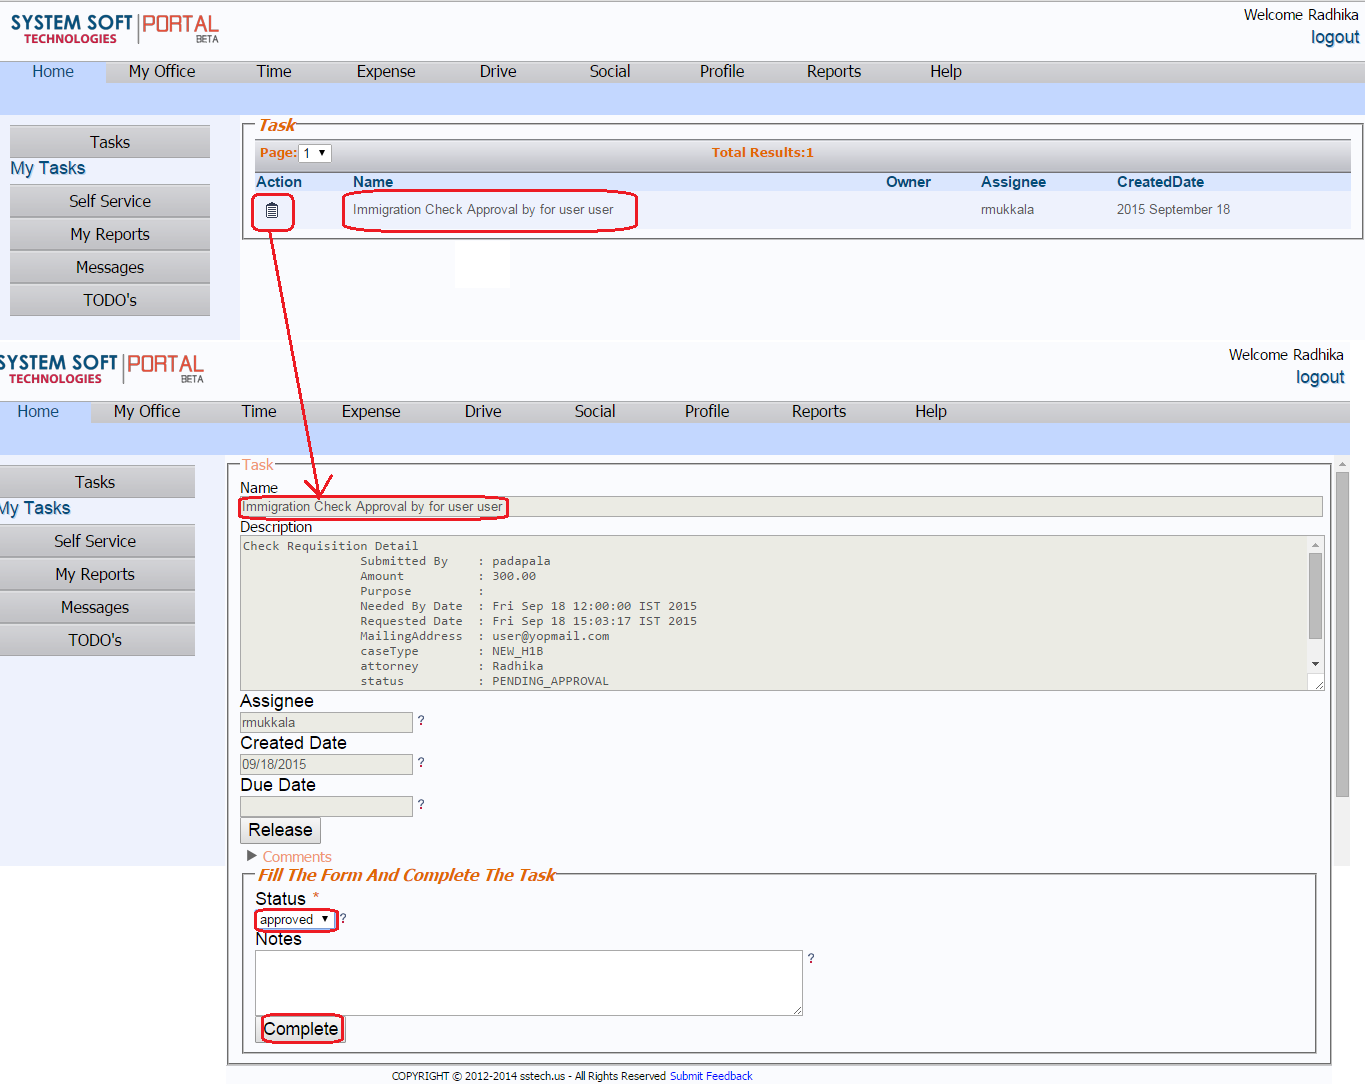 SYSTEM SOFT TECHNOLOGIES PORTAL BETA
Welcome Radhika
logout
Home My Office Time Expense Drive Social Profile Reports Help
Tasks
My Tasks
Self Service
My Reports
Messages
TODO's
Task
Page: 1 Total Results:1
Action Name Owner Assignee CreatedDate
Immigration Check Approval by for user user rmukkala 2015 September 18
SYSTEM SOFT TECHNOLOGIES PORTAL BETA
Welcome Radhika
logout
Home My Office Time Expense Drive Social Profile Reports Help
Tasks
My Tasks
Self Service
My Reports
Messages
TODO's
Task
Name
Immigration Check Approval by for user user
Description
Check Requisition Detail
Submitted By : padapala
Amount : 300.00
Purpose :
Needed By Date : Fri Sep 18 12:00:00 IST 2015
Requested Date : Fri Sep 18 15:03:17 IST 2015
MailingAddress : user@yopmail.com
caseType : NEW_H1B
attorney : Radhika
status : PENDING_APPROVAL
Assignee
rmukkala ?
Created Date
09/18/2015 ?
Due Date
?
Release
Comments
Fill The Form And Complete The Task
Status *
approved ?
Notes
?
Complete
COPYRIGHT © 2012-2014 sstech.us - All Rights Reserved Submit Feedback